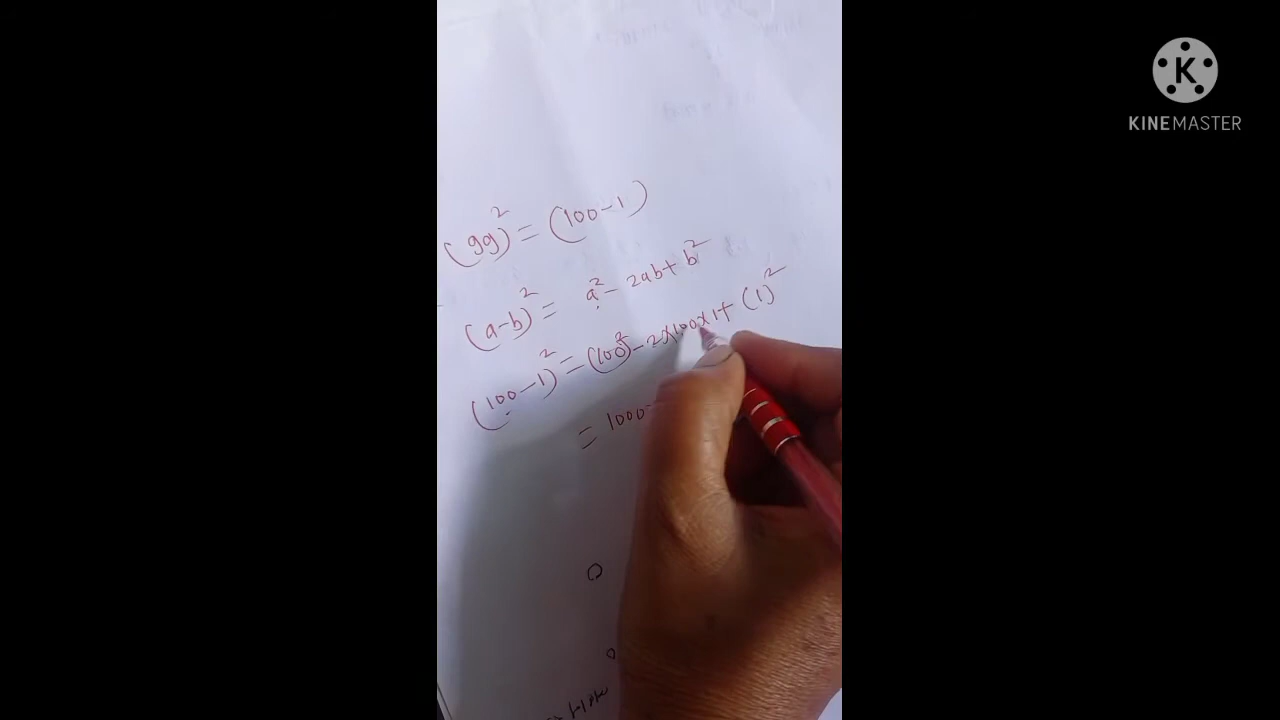 KINEMASTER
(99)² = (100-1)
(a-b)² = a² - 2ab + b²
(100-1)² = (100)² - 2×100×1 + (1)²
= 1000